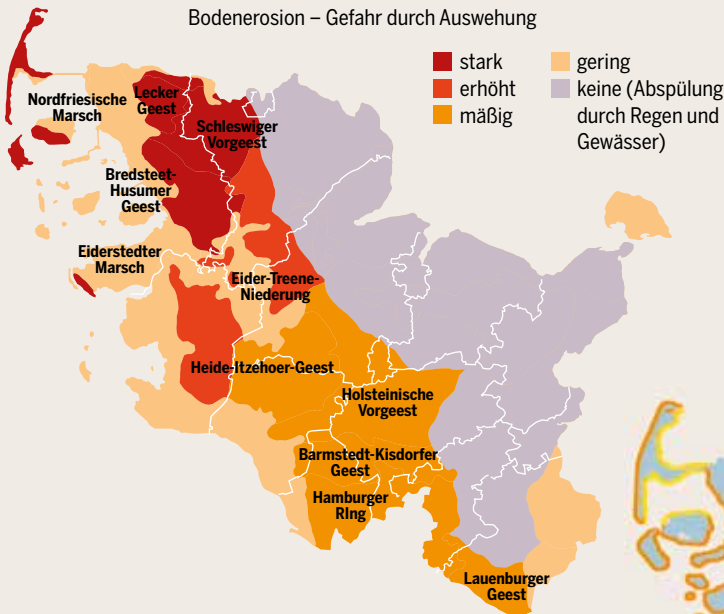 Bodenerosion – Gefahr durch Auswehung
stark
erhöht
mäßig
gering
keine (Abspülung
durch Regen und
Gewässer)
Nordfriesische
Marsch
Lecker
Geest
Schleswiger
Vorgeest
Bredsteet-
Husumer
Geest
Eiderstedter
Marsch
Eider-Treene-
Niederung
Heide-Itzehoer-Geest
Holsteinische
Vorgeest
Barmstedt-Kisdorfer
Geest
Hamburger
RIng
Lauenburger
Geest